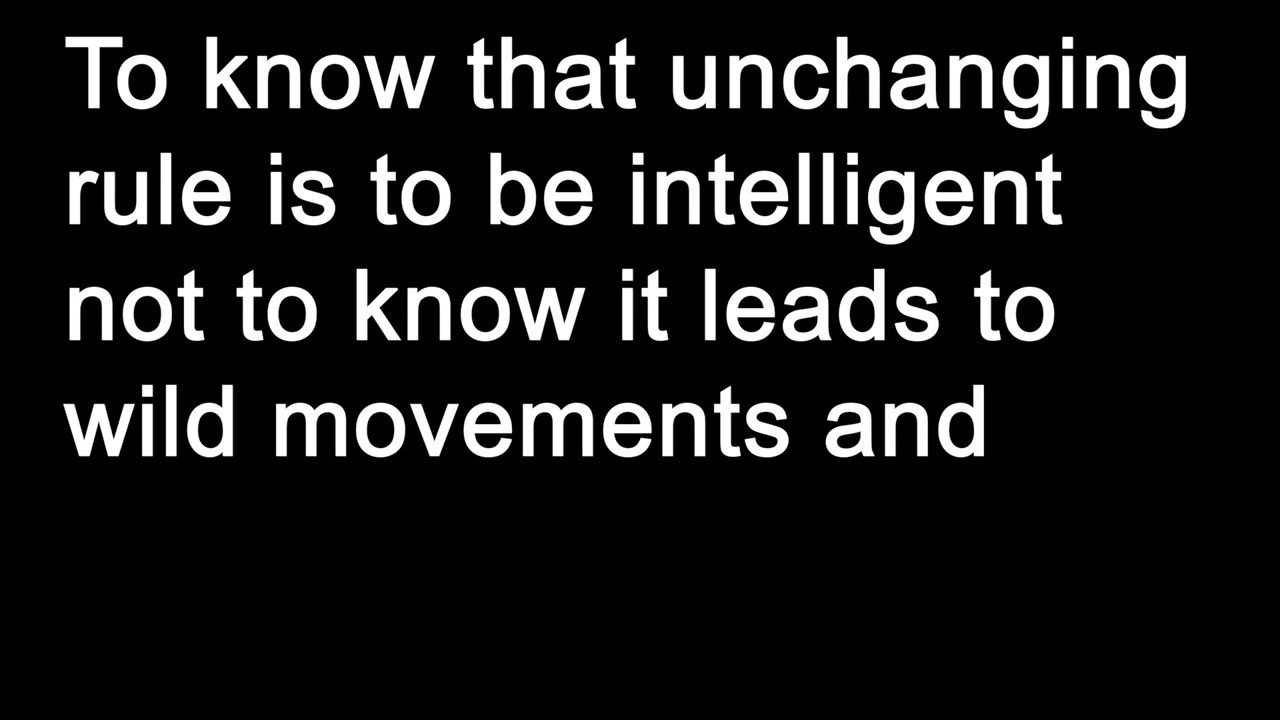 To know that unchanging
rule is to be intelligent
not to know it leads to
wild movements and